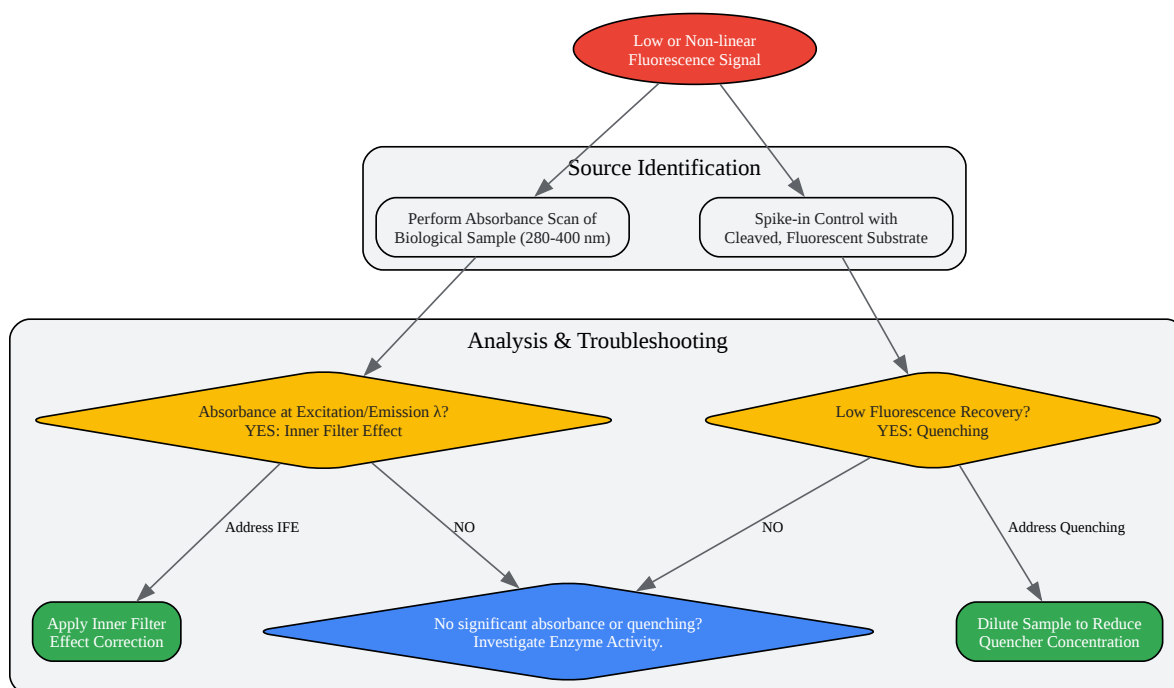 Low or Non-linear
Fluorescence Signal
Source Identification
Perform Absorbance Scan of
Biological Sample (280-400 nm)
Spike-in Control with
Cleaved, Fluorescent Substrate
Analysis & Troubleshooting
Absorbance at Excitation/Emission λ?
YES: Inner Filter Effect
Low Fluorescence Recovery?
YES: Quenching
Address IFE
NO
NO
Address Quenching
Apply Inner Filter
Effect Correction
No significant absorbance or quenching?
Investigate Enzyme Activity.
Dilute Sample to Reduce
Quencher Concentration